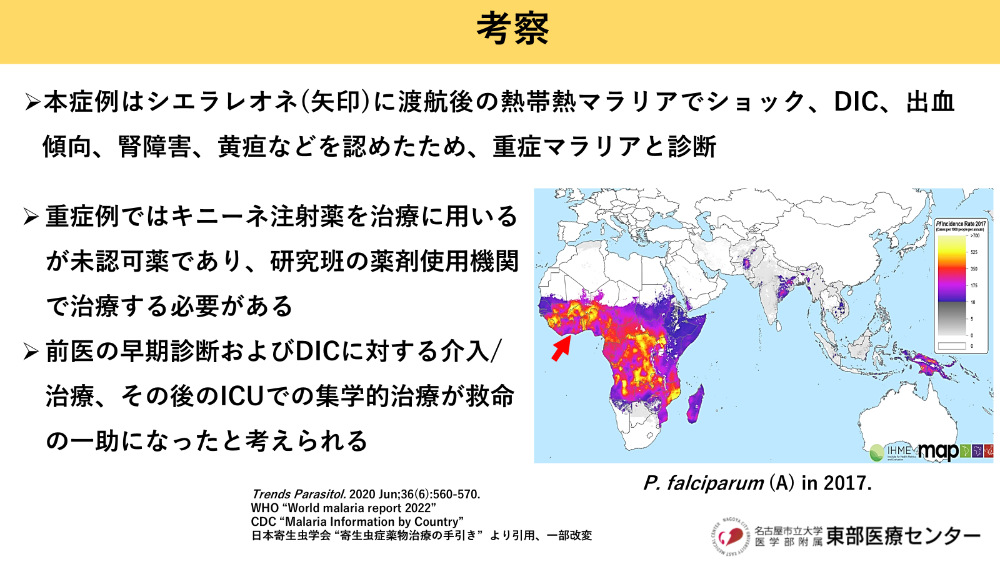 考察
➢本症例はシエラレオネ(矢印)に渡航後の熱帯熱マラリアでショック、DIC、出血
傾向、腎障害、黄疸などを認めたため、重症マラリアと診断
➢重症例ではキニーネ注射薬を治療に用いる
が未認可薬であり、研究班の薬剤使用機関
で治療する必要がある
➢前医の早期診断およびDICに対する介入/
治療、その後のICUでの集学的治療が救命
の一助になったと考えられる
Pf Incidence Rate 2017
(Cases per 1000 people per annum)
>700
525
350
175
10
5
0
0
IHME
Institute for Health Metrics
and Evaluation
map
P. falciparum (A) in 2017.
Trends Parasitol. 2020 Jun;36(6):560-570.
WHO “World malaria report 2022”
CDC “Malaria Information by Country”
日本寄生虫学会 “寄生虫症薬物治療の手引き” より引用、一部改変
NAGOYA CITY UNIVERSITY EAST MEDICAL CENTER
名古屋市立大学
医学部附属
東部医療センター